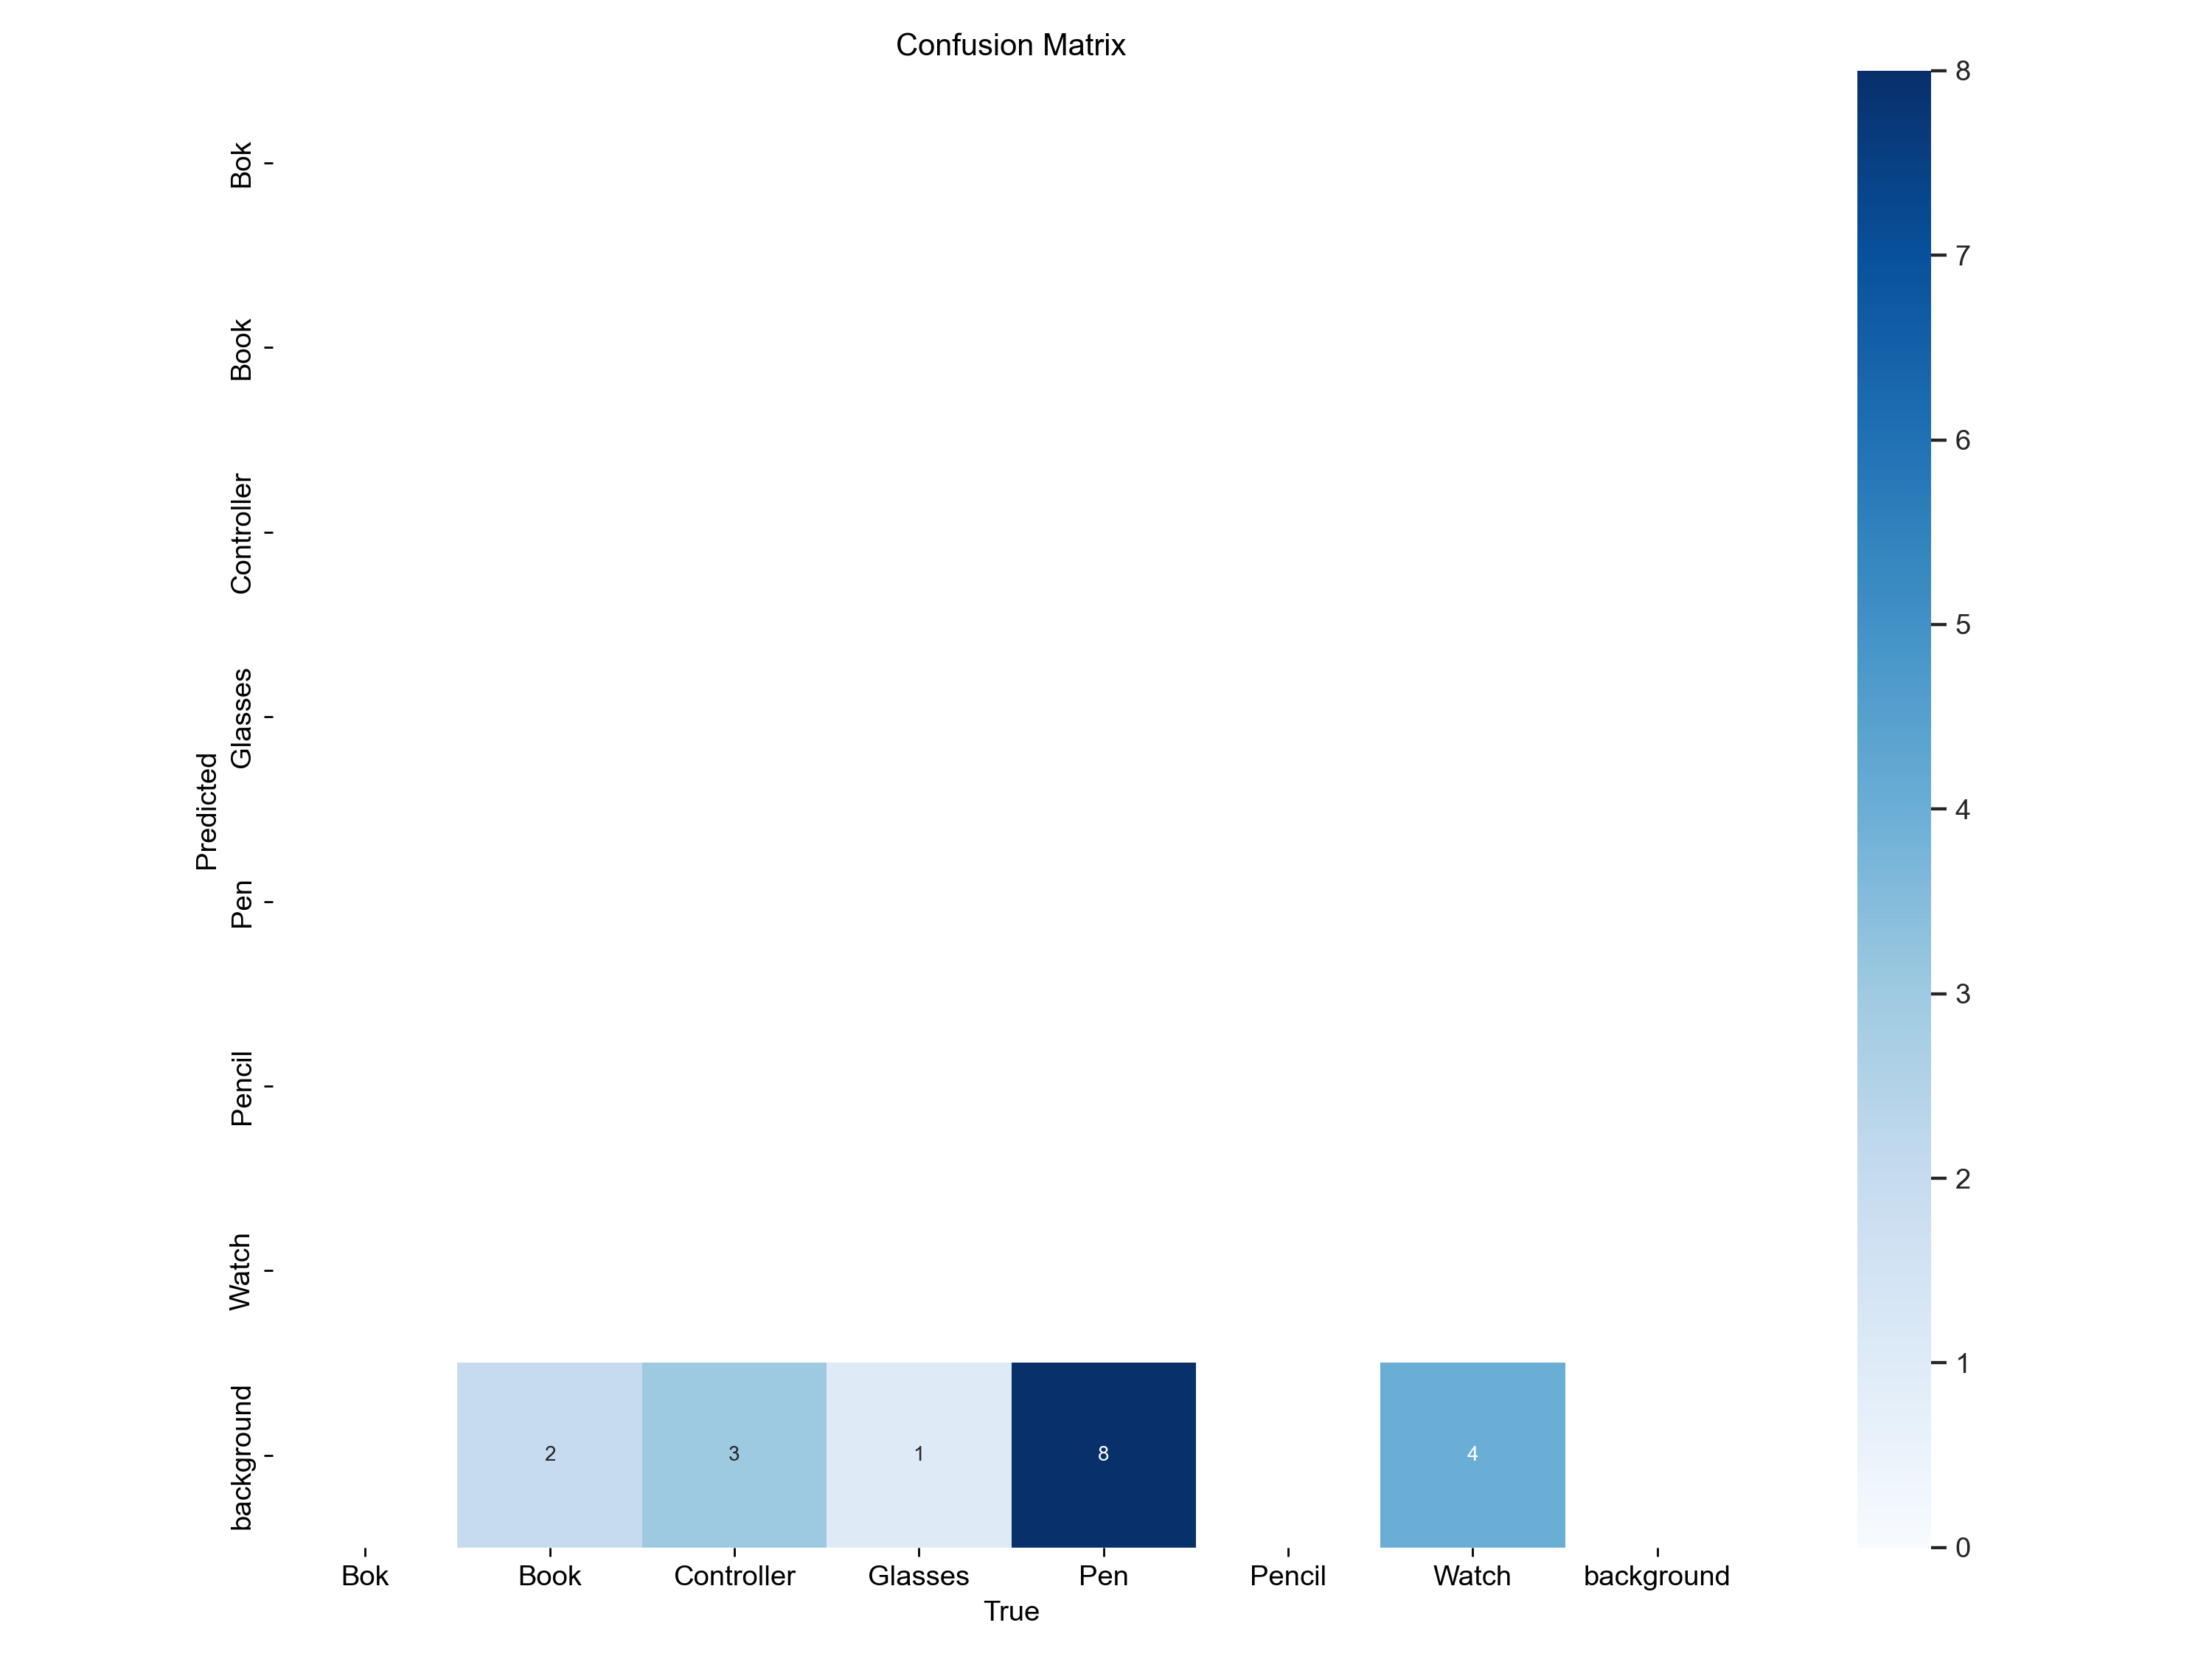 Confusion Matrix
Predicted
Bok
Book
Controller
Glasses
Pen
Pencil
Watch
background
2 3 1 8 4
Bok Book Controller Glasses Pen Pencil Watch background
True
8
7
6
5
4
3
2
1
0